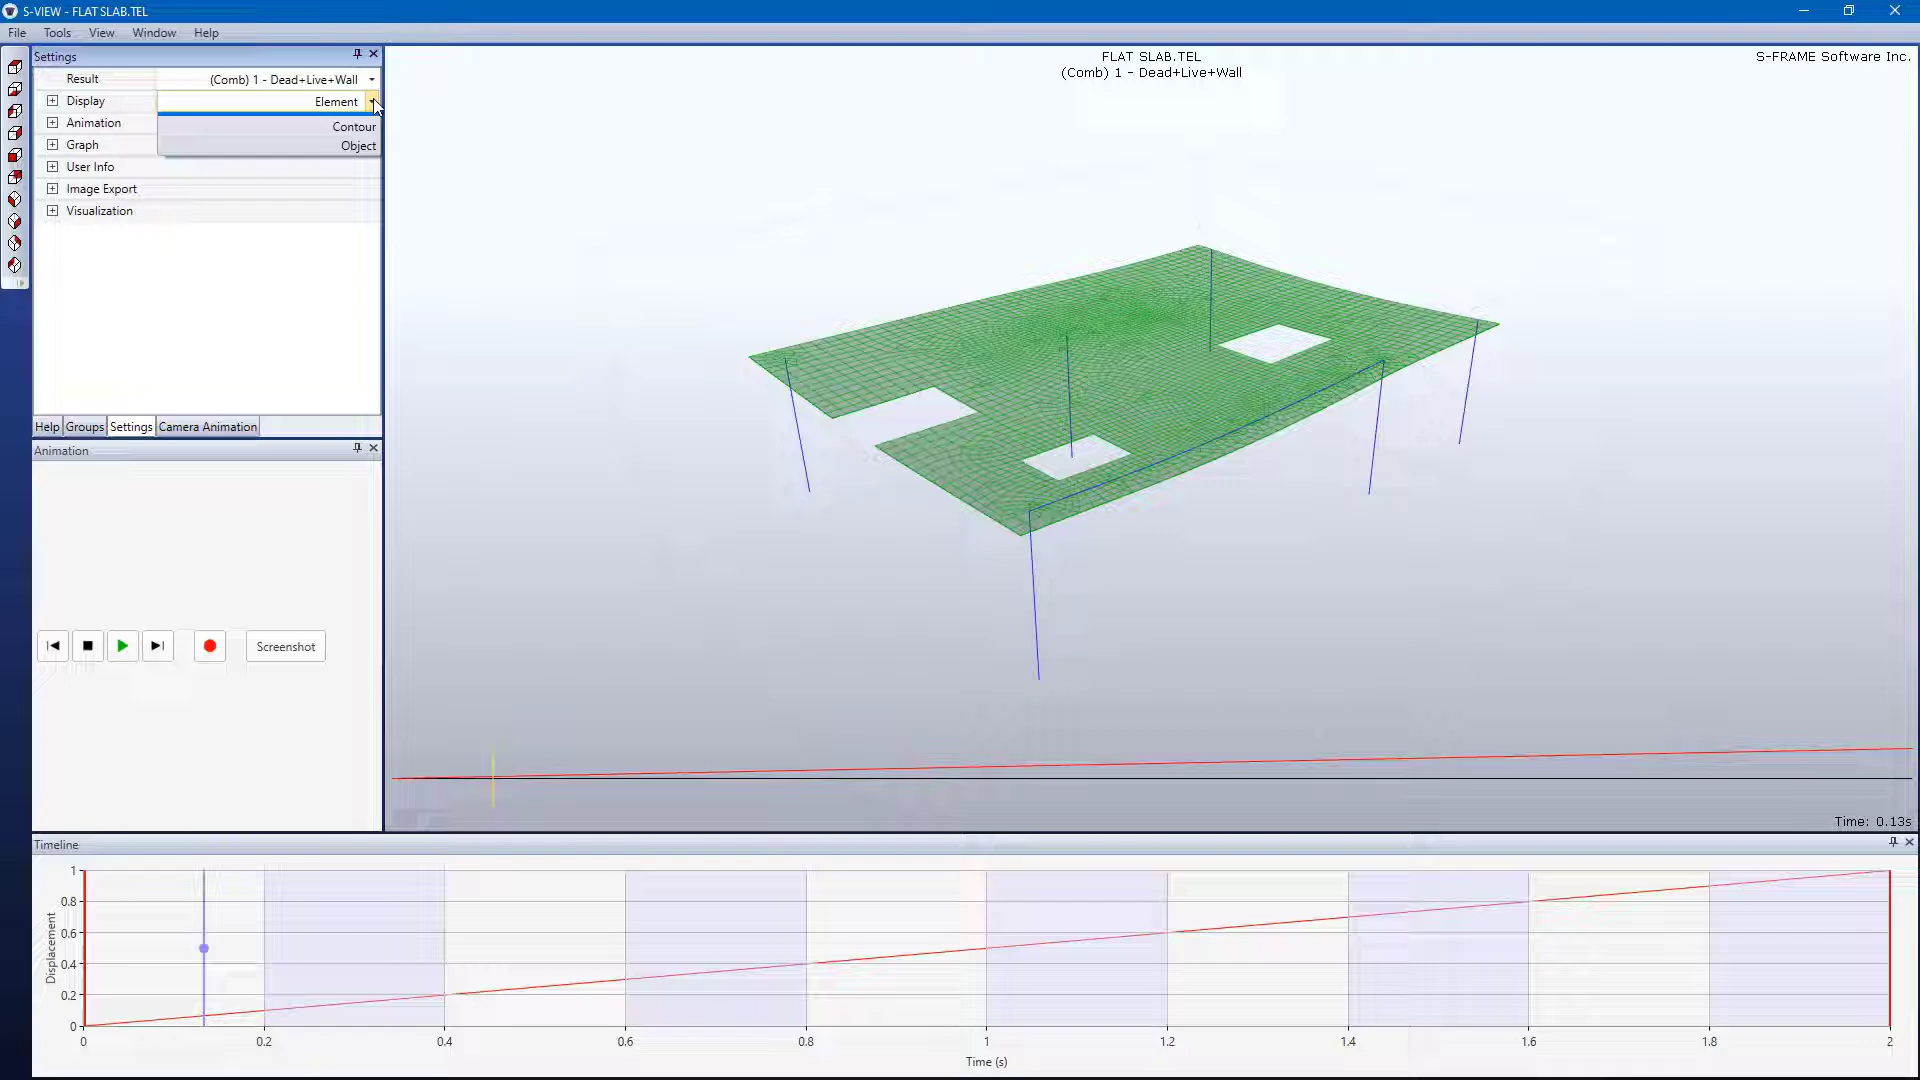 S-VIEW - FLAT SLAB.TEL
File Tools View Window Help
Settings
Result (Comb) 1 - Dead+Live+Wall
Display Element
Animation
Contour
Graph
Object
User Info
Image Export
Visualization
Help Groups Settings Camera Animation
Animation
Screenshot
FLAT SLAB.TEL
(Comb) 1 - Dead+Live+Wall
S-FRAME Software Inc.
Time: 0.13s
Timeline
Displacement
1
0.8
0.6
0.4
0.2
0
0 0.2 0.4 0.6 0.8 1 1.2 1.4 1.6 1.8 2
Time (s)